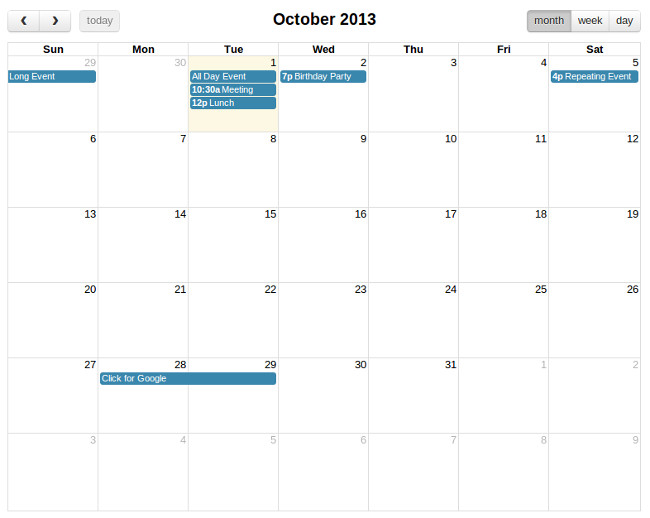 ‹ › today October 2013 month week day
Sun Mon Tue Wed Thu Fri Sat
29 30 1 2 3 4 5
Long Event All Day Event 7p Birthday Party 4p Repeating Event
10:30a Meeting
12p Lunch
6 7 8 9 10 11 12
13 14 15 16 17 18 19
20 21 22 23 24 25 26
27 28 29 30 31 1 2
Click for Google
3 4 5 6 7 8 9